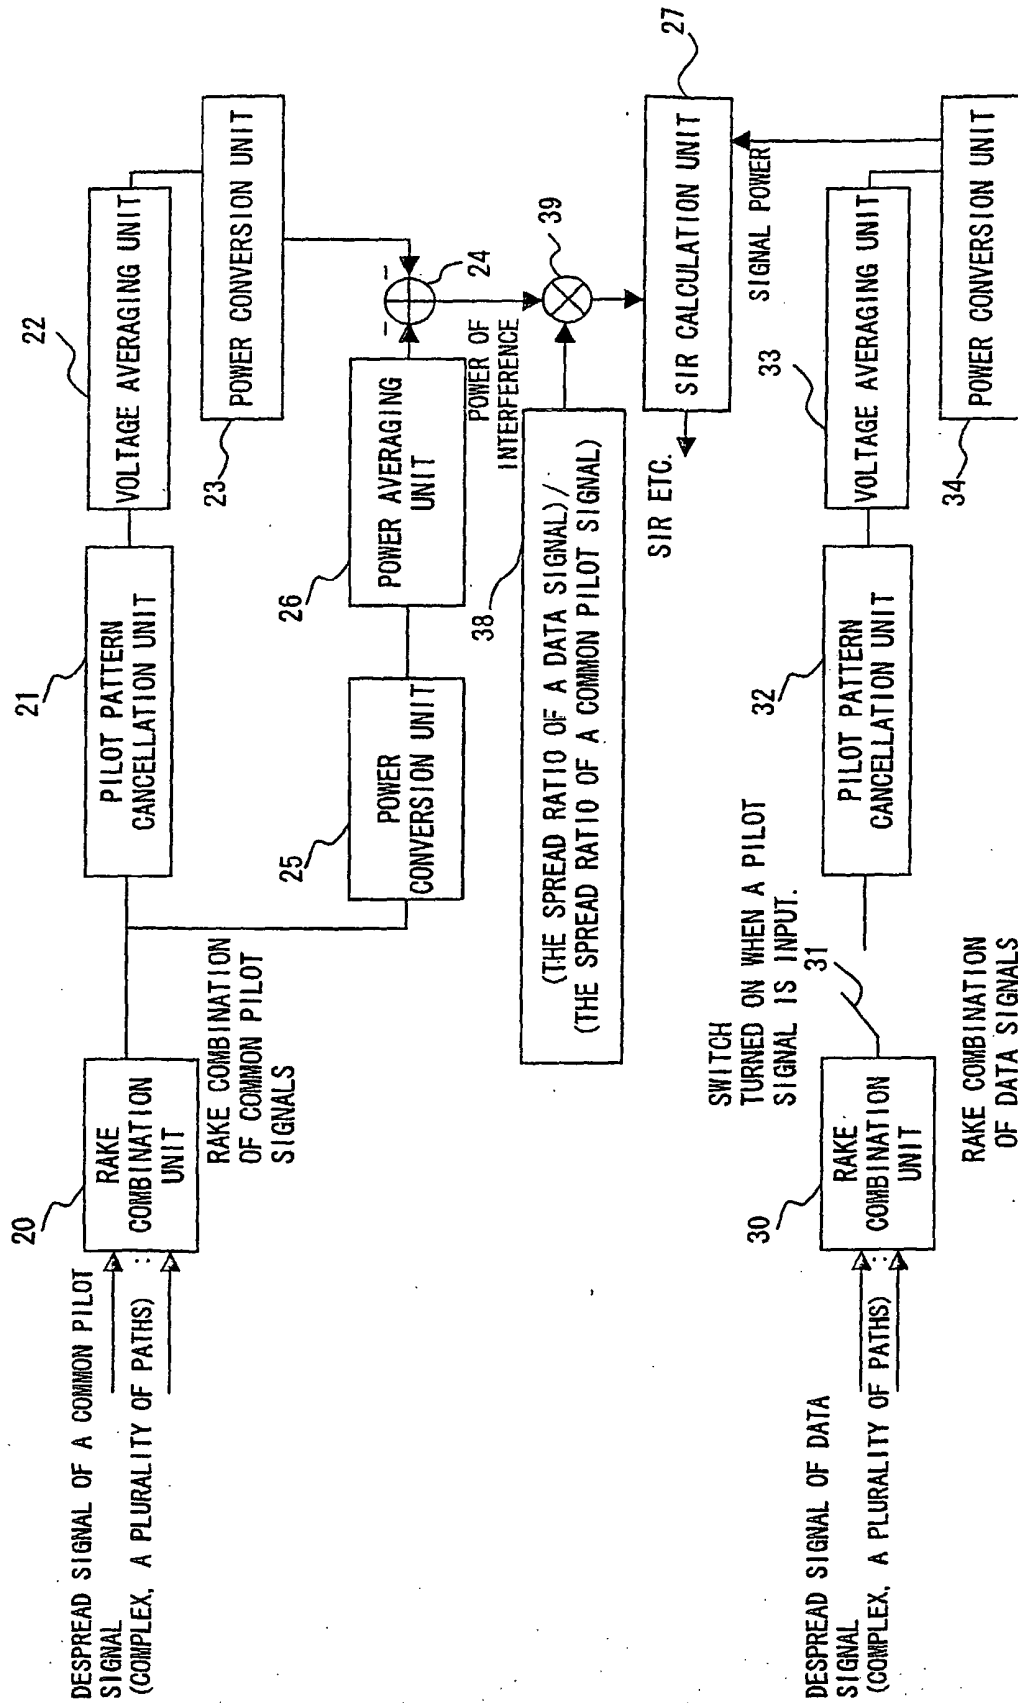 DESPREAD SIGNAL OF A COMMON PILOT
SIGNAL
(COMPLEX, A PLURALITY OF PATHS)
20
RAKE
COMBINATION
UNIT
RAKE COMBINATION
OF COMMON PILOT
SIGNALS
21
PILOT PATTERN
CANCELLATION UNIT
22
VOLTAGE AVERAGING UNIT
23
POWER CONVERSION UNIT
25
POWER
CONVERSION UNIT
26
POWER AVERAGING
UNIT
24
POWER OF
INTERFERENCE
39
38
(THE SPREAD RATIO OF A DATA SIGNAL)/
(THE SPREAD RATIO OF A COMMON PILOT SIGNAL)
27
SIR CALCULATION UNIT
SIR ETC.
SIGNAL POWER
DESPREAD SIGNAL OF DATA
SIGNAL
(COMPLEX, A PLURALITY OF PATHS)
30
RAKE
COMBINATION
UNIT
RAKE COMBINATION
OF DATA SIGNALS
SWITCH
TURNED ON WHEN A PILOT
SIGNAL IS INPUT.
31
32
PILOT PATTERN
CANCELLATION UNIT
33
VOLTAGE AVERAGING UNIT
34
POWER CONVERSION UNIT